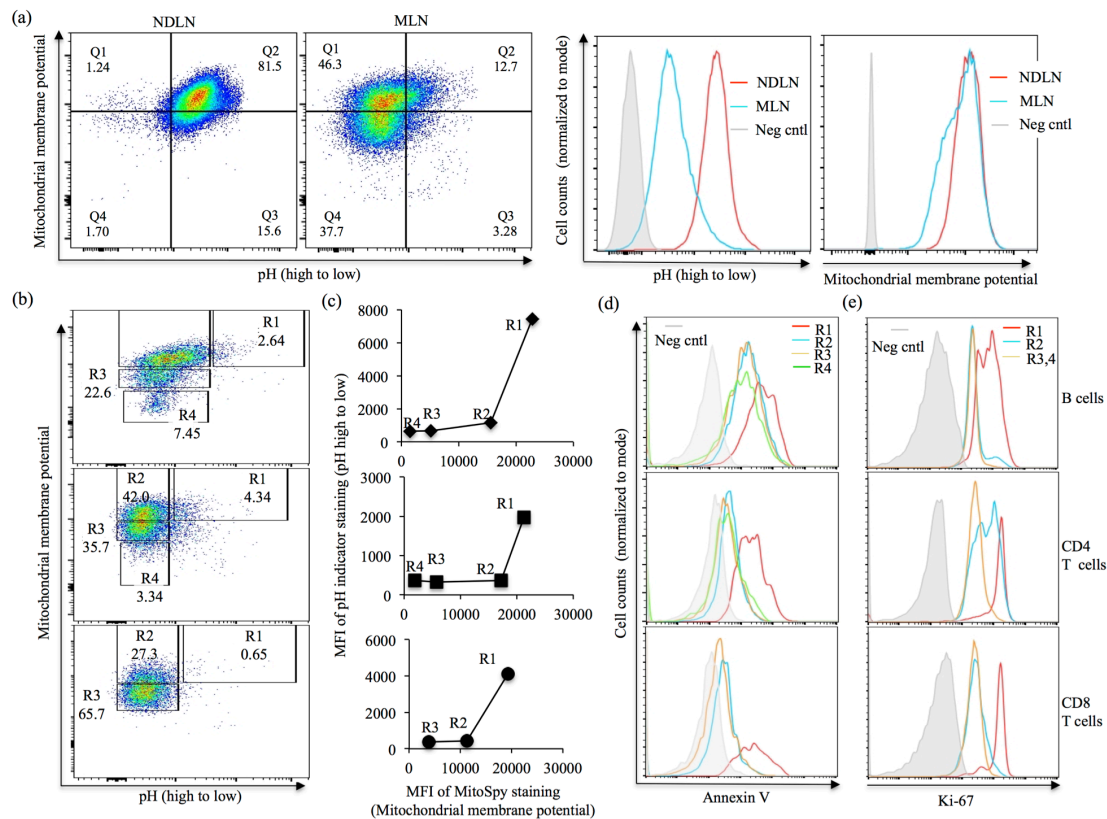 (a)
NDLN
MLN
Mitochondrial membrane potential
Q1
1.24
Q2
81.5
Q4
1.70
Q3
15.6
Q1
46.3
Q2
12.7
Q4
37.7
Q3
3.28
pH (high to low)
Cell counts (normalized to mode)
NDLN
MLN
Neg cntl
pH (high to low)
NDLN
MLN
Neg cntl
Mitochondrial membrane potential
(b)
Mitochondrial membrane potential
R1
2.64
R3
22.6
R4
7.45
R2
42.0
R1
4.34
R3
35.7
R4
3.34
R2
27.3
R1
0.65
R3
65.7
pH (high to low)
(c)
MFI of pH indicator staining (pH high to low)
8000
6000
4000
2000
0
R4
R3
R2
R1
0
10000
20000
30000
3000
2000
1000
0
R4
R3
R2
R1
0
10000
20000
30000
6000
4000
2000
0
R3
R2
R1
0
10000
20000
30000
MFI of MitoSpy staining
(Mitochondrial membrane potential)
(d)
Cell counts (normalized to mode)
Neg cntl
R1
R2
R3
R4
Annexin V
(e)
Neg cntl
R1
R2
R3,4
B cells
CD4
T cells
CD8
T cells
Ki-67